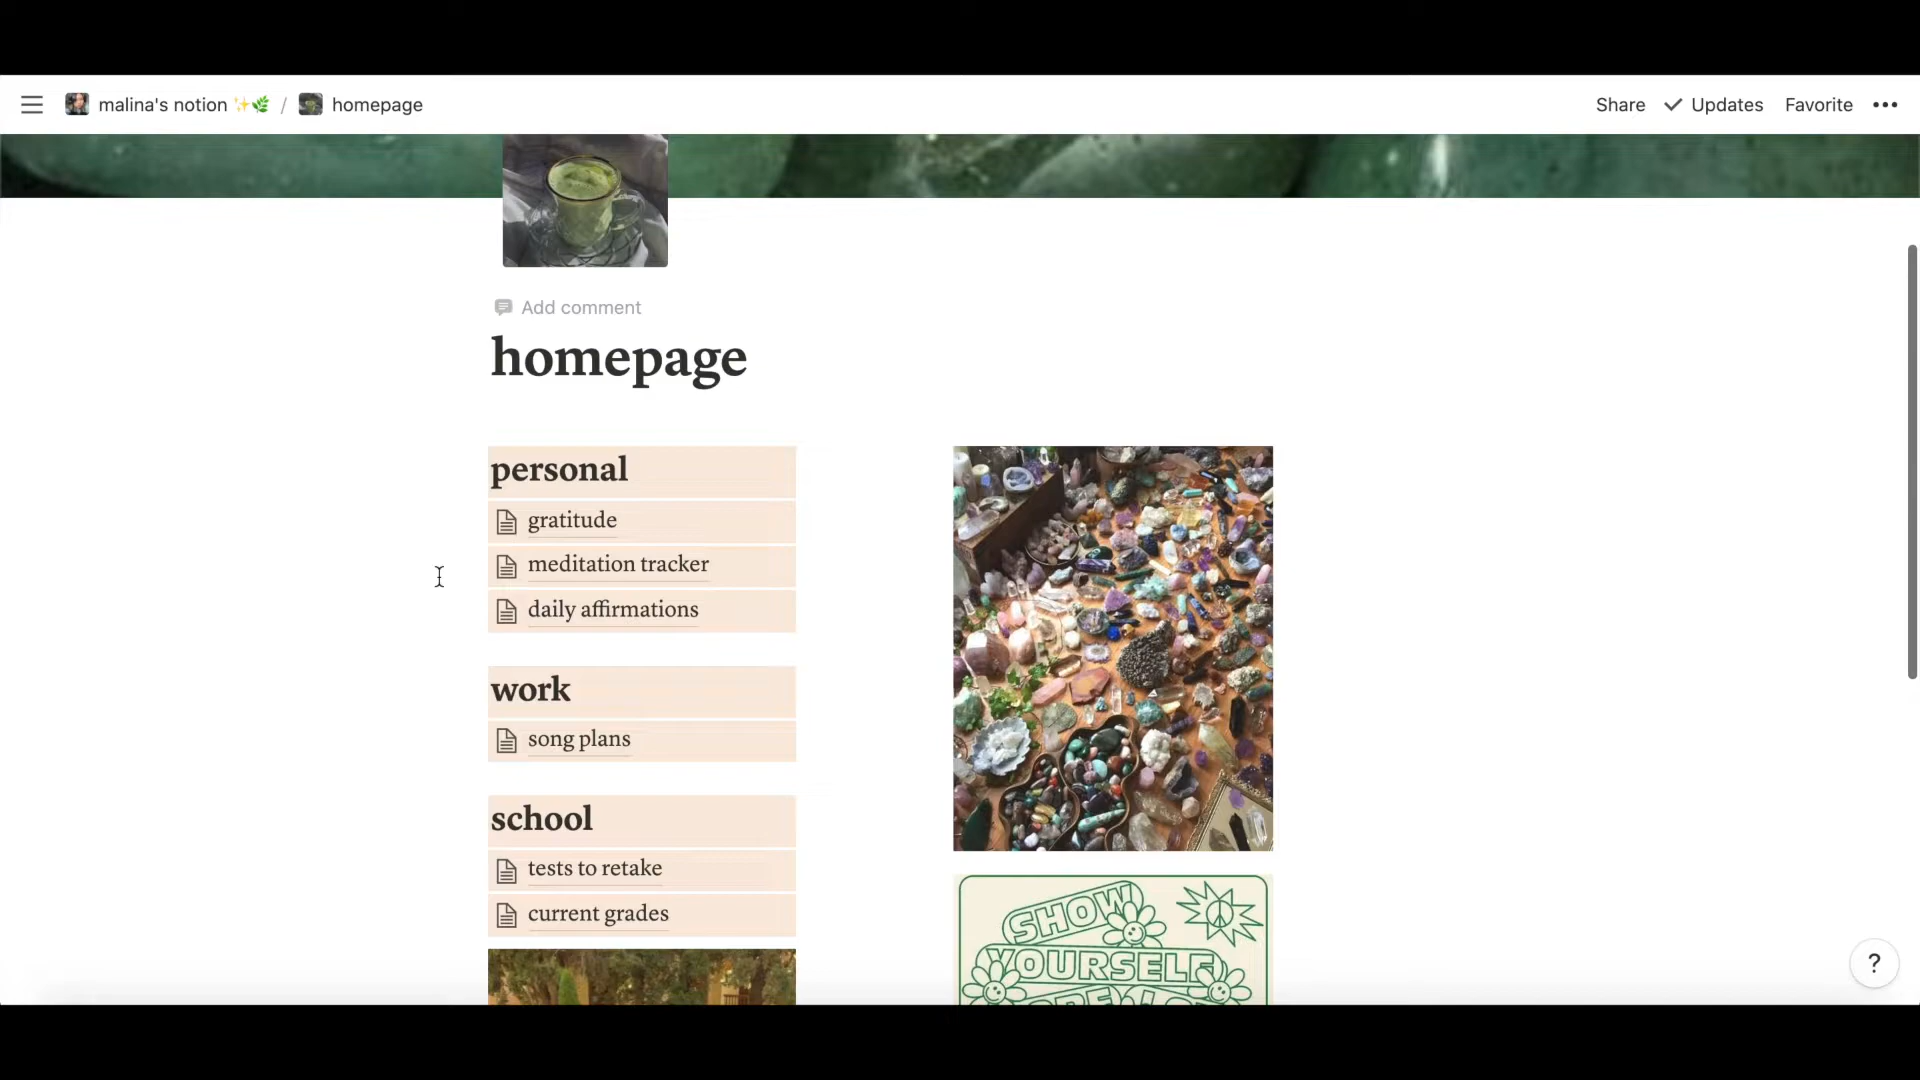 malina's notion ✨🌿 / homepage
Share ✓ Updates Favorite •••
Add comment
homepage
personal
gratitude
meditation tracker
daily affirmations
work
song plans
school
tests to retake
current grades
SHOW
YOURSELF
?